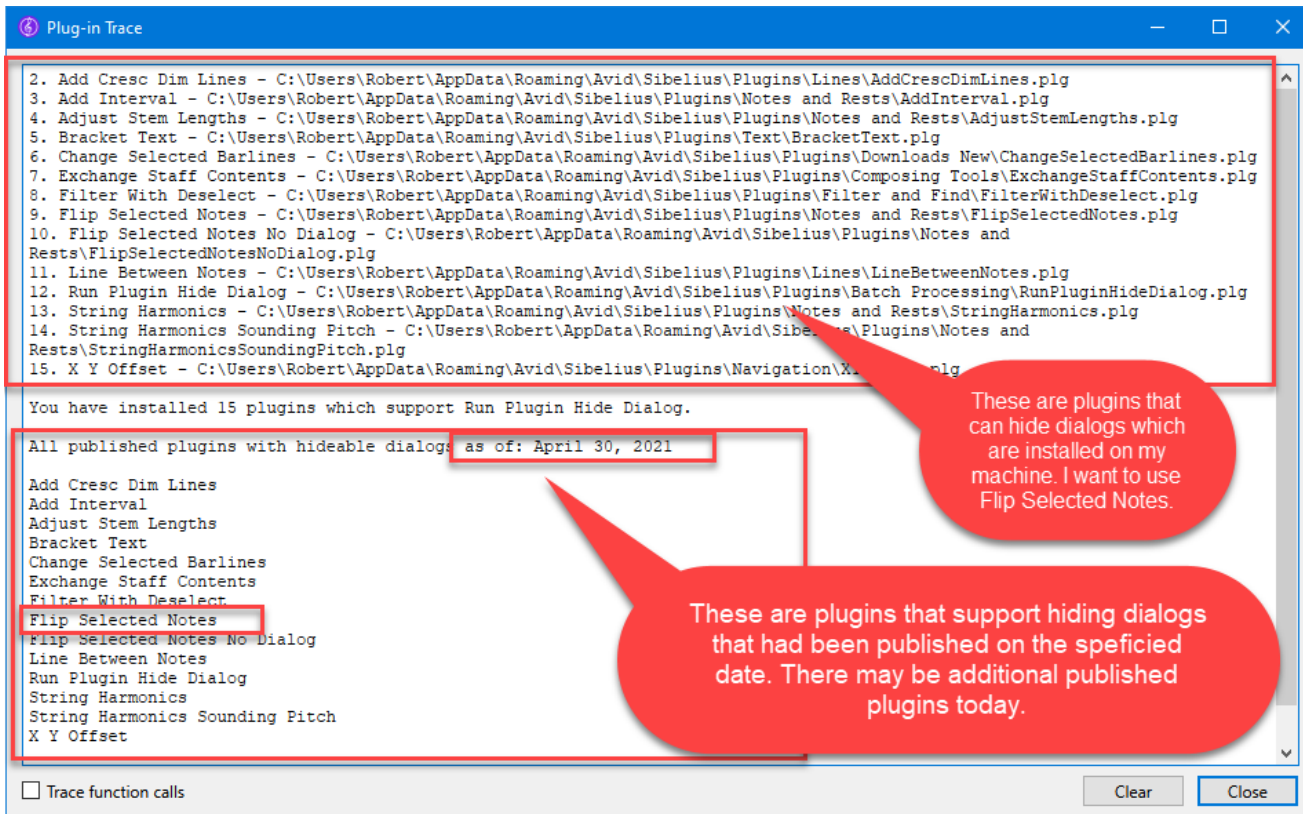 Plug-in Trace
2. Add Cresc Dim Lines - C:\Users\Robert\AppData\Roaming\Avid\Sibelius\Plugins\Lines\AddCrescDimLines.plg
3. Add Interval - C:\Users\Robert\AppData\Roaming\Avid\Sibelius\Plugins\Notes and Rests\AddInterval.plg
4. Adjust Stem Lengths - C:\Users\Robert\AppData\Roaming\Avid\Sibelius\Plugins\Notes and Rests\AdjustStemLengths.plg
5. Bracket Text - C:\Users\Robert\AppData\Roaming\Avid\Sibelius\Plugins\Text\BracketText.plg
6. Change Selected Barlines - C:\Users\Robert\AppData\Roaming\Avid\Sibelius\Plugins\Downloads New\ChangeSelectedBarlines.plg
7. Exchange Staff Contents - C:\Users\Robert\AppData\Roaming\Avid\Sibelius\Plugins\Composing Tools\ExchangeStaffContents.plg
8. Filter With Deselect - C:\Users\Robert\AppData\Roaming\Avid\Sibelius\Plugins\Filter and Find\FilterWithDeselect.plg
9. Flip Selected Notes - C:\Users\Robert\AppData\Roaming\Avid\Sibelius\Plugins\Notes and Rests\FlipSelectedNotes.plg
10. Flip Selected Notes No Dialog - C:\Users\Robert\AppData\Roaming\Avid\Sibelius\Plugins\Notes and
Rests\FlipSelectedNotesNoDialog.plg
11. Line Between Notes - C:\Users\Robert\AppData\Roaming\Avid\Sibelius\Plugins\Lines\LineBetweenNotes.plg
12. Run Plugin Hide Dialog - C:\Users\Robert\AppData\Roaming\Avid\Sibelius\Plugins\Batch Processing\RunPluginHideDialog.plg
13. String Harmonics - C:\Users\Robert\AppData\Roaming\Avid\Sibelius\Plugins\Notes and Rests\StringHarmonics.plg
14. String Harmonics Sounding Pitch - C:\Users\Robert\AppData\Roaming\Avid\Sibelius\Plugins\Notes and
Rests\StringHarmonicsSoundingPitch.plg
15. X Y Offset - C:\Users\Robert\AppData\Roaming\Avid\Sibelius\Plugins\Navigation\
You have installed 15 plugins which support Run Plugin Hide Dialog.
All published plugins with hideable dialogs as of: April 30, 2021
Add Cresc Dim Lines
Add Interval
Adjust Stem Lengths
Bracket Text
Change Selected Barlines
Exchange Staff Contents
Filter With Deselect
Flip Selected Notes
Flip Selected Notes No Dialog
Line Between Notes
Run Plugin Hide Dialog
String Harmonics
String Harmonics Sounding Pitch
X Y Offset
These are plugins that
can hide dialogs which
are installed on my
machine. I want to use
Flip Selected Notes.
These are plugins that support hiding dialogs
that had been published on the speficied
date. There may be additional published
plugins today.
Trace function calls
Clear
Close